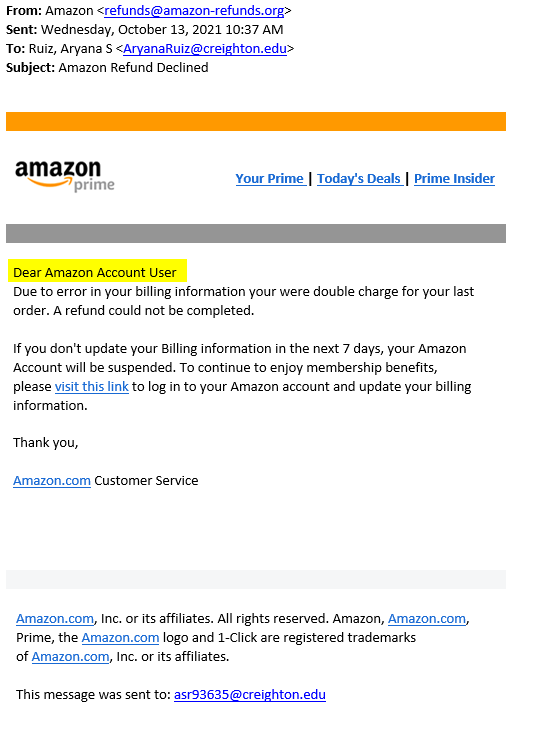 From: Amazon <refunds@amazon-refunds.org>
Sent: Wednesday, October 13, 2021 10:37 AM
To: Ruiz, Aryana S <AryanaRuiz@creighton.edu>
Subject: Amazon Refund Declined
amazon
prime
Your Prime | Today's Deals | Prime Insider
Dear Amazon Account User
Due to error in your billing information your were double charge for your last
order. A refund could not be completed.
If you don't update your Billing information in the next 7 days, your Amazon
Account will be suspended. To continue to enjoy membership benefits,
please visit this link to log in to your Amazon account and update your billing
information.
Thank you,
Amazon.com Customer Service
Amazon.com, Inc. or its affiliates. All rights reserved. Amazon, Amazon.com,
Prime, the Amazon.com logo and 1-Click are registered trademarks
of Amazon.com, Inc. or its affiliates.
This message was sent to: asr93635@creighton.edu